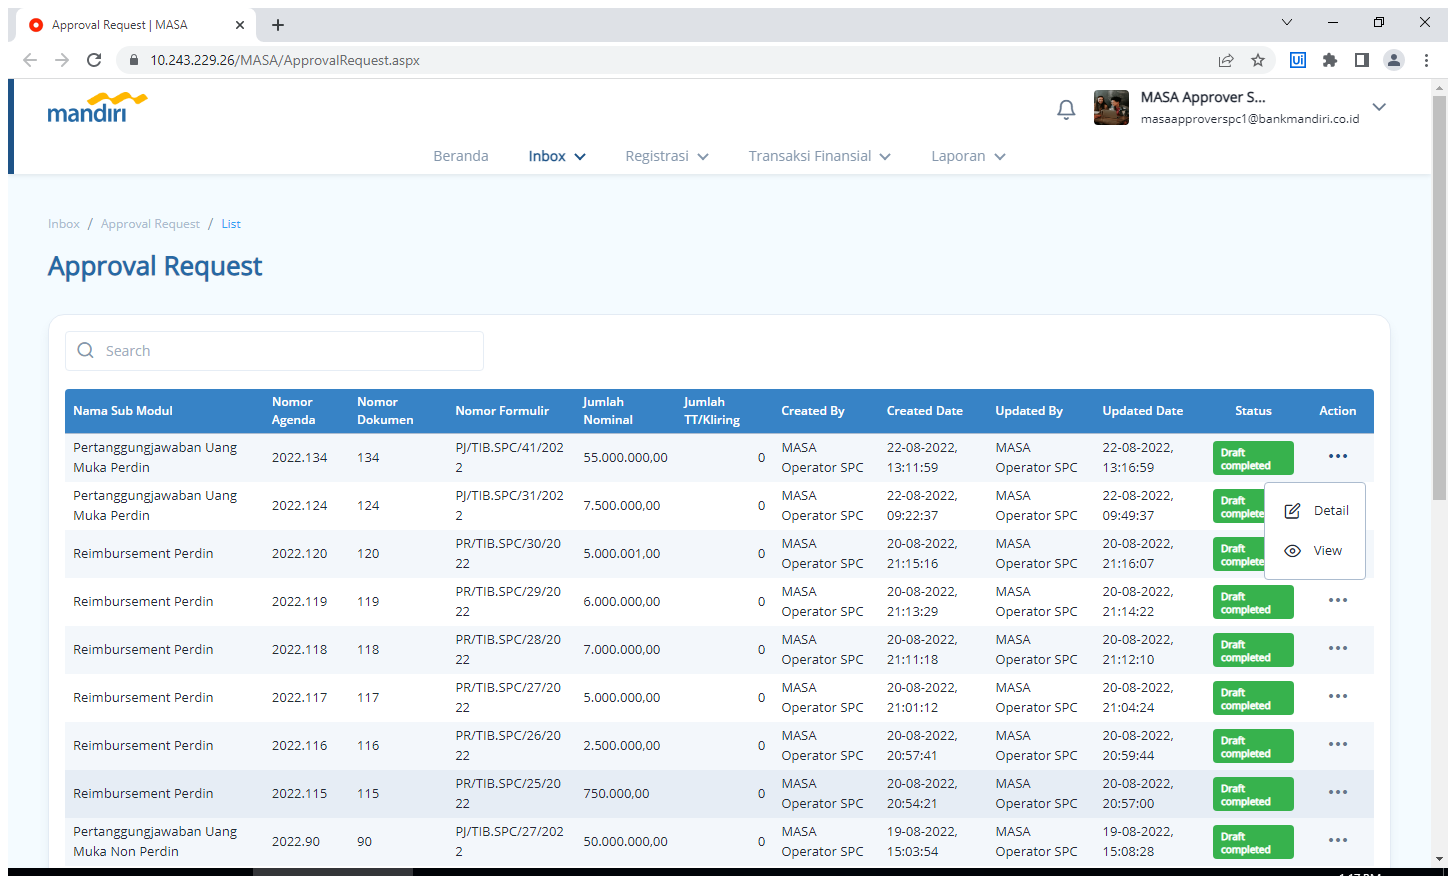 Approval Request | MASA
10.243.229.26/MASA/ApprovalRequest.aspx
Ui
mandiri
MASA Approver S...
masaapproverspc1@bankmandiri.co.id
Beranda Inbox Registrasi Transaksi Finansial Laporan
Inbox / Approval Request / List
Approval Request
Search
Nama Sub Modul Nomor Agenda Nomor Dokumen Nomor Formulir Jumlah Nominal Jumlah TT/Kliring Created By Created Date Updated By Updated Date Status Action
Pertanggungjawaban Uang Muka Perdin 2022.134 134 PJ/TIB.SPC/41/2022 55.000.000,00 0 MASA Operator SPC 22-08-2022, 13:11:59 MASA Operator SPC 22-08-2022, 13:16:59 Draft completed
Pertanggungjawaban Uang Muka Perdin 2022.124 124 PJ/TIB.SPC/31/2022 7.500.000,00 0 MASA Operator SPC 22-08-2022, 09:22:37 MASA Operator SPC 22-08-2022, 09:49:37 Draft complete
Detail
Reimbursement Perdin 2022.120 120 PR/TIB.SPC/30/2022 5.000.001,00 0 MASA Operator SPC 20-08-2022, 21:15:16 MASA Operator SPC 20-08-2022, 21:16:07 Draft complete
View
Reimbursement Perdin 2022.119 119 PR/TIB.SPC/29/2022 6.000.000,00 0 MASA Operator SPC 20-08-2022, 21:13:29 MASA Operator SPC 20-08-2022, 21:14:22 Draft completed
Reimbursement Perdin 2022.118 118 PR/TIB.SPC/28/2022 7.000.000,00 0 MASA Operator SPC 20-08-2022, 21:11:18 MASA Operator SPC 20-08-2022, 21:12:10 Draft completed
Reimbursement Perdin 2022.117 117 PR/TIB.SPC/27/2022 5.000.000,00 0 MASA Operator SPC 20-08-2022, 21:01:12 MASA Operator SPC 20-08-2022, 21:04:24 Draft completed
Reimbursement Perdin 2022.116 116 PR/TIB.SPC/26/2022 2.500.000,00 0 MASA Operator SPC 20-08-2022, 20:57:41 MASA Operator SPC 20-08-2022, 20:59:44 Draft completed
Reimbursement Perdin 2022.115 115 PR/TIB.SPC/25/2022 750.000,00 0 MASA Operator SPC 20-08-2022, 20:54:21 MASA Operator SPC 20-08-2022, 20:57:00 Draft completed
Pertanggungjawaban Uang Muka Non Perdin 2022.90 90 PJ/TIB.SPC/27/2022 50.000.000,00 0 MASA Operator SPC 19-08-2022, 15:03:54 MASA Operator SPC 19-08-2022, 15:08:28 Draft completed